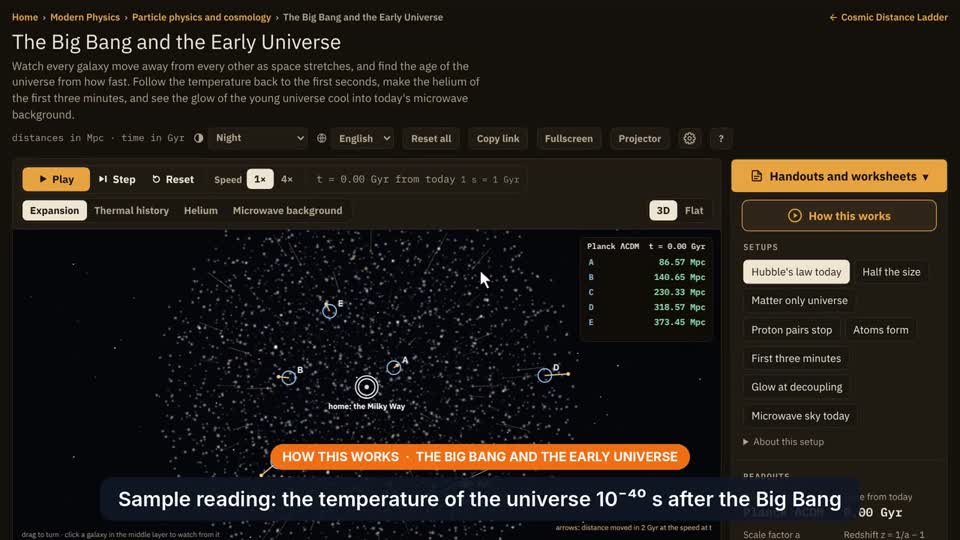 Home › Modern Physics › Particle physics and cosmology › The Big Bang and the Early Universe
← Cosmic Distance Ladder
The Big Bang and the Early Universe
Watch every galaxy move away from every other as space stretches, and find the age of the
universe from how fast. Follow the temperature back to the first seconds, make the helium of
the first three minutes, and see the glow of the young universe cool into today's microwave
background.
distances in Mpc · time in Gyr
Night
English
Reset all
Copy link
Fullscreen
Projector
?
Play
Step
Reset
Speed
1×
4×
t = 0.00 Gyr from today 1 s = 1 Gyr
Expansion
Thermal history
Helium
Microwave background
3D
Flat
Planck ΛCDM t = 0.00 Gyr
A 86.57 Mpc
B 140.65 Mpc
C 230.33 Mpc
D 318.57 Mpc
E 373.45 Mpc
E
A
B
D
home: the Milky Way
HOW THIS WORKS · THE BIG BANG AND THE EARLY UNIVERSE
Sample reading: the temperature of the universe 10⁻⁴⁰ s after the Big Bang
drag to turn · click a galaxy in the middle layer to watch from it
arrows: distance moved in 2 Gyr at the speed at t
Handouts and worksheets ▾
How this works
SETUPS
Hubble's law today
Half the size
Matter only universe
Proton pairs stop
Atoms form
First three minutes
Glow at decoupling
Microwave sky today
▶ About this setup
READOUTS
from today
.00 Gyr
Scale factor a
Redshift z = 1/a − 1